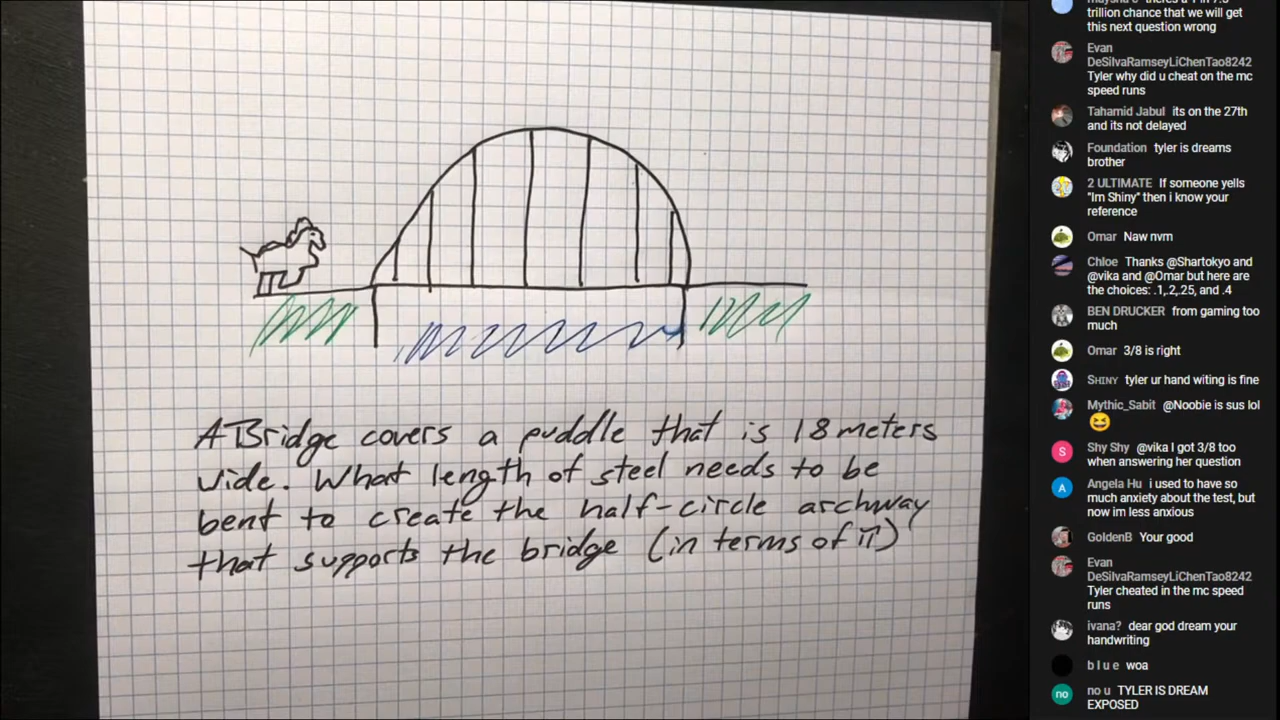 A Bridge covers a puddle that is 18 meters
wide. What length of steel needs to be
bent to create the half-circle archway
that supports the bridge (in terms of π)
trillion chance that we will get
this next question wrong
Evan
DeSilvaRamseyLiChenTao8242
Tyler why did u cheat on the mc
speed runs
Tahamid Jabul its on the 27th
and its not delayed
Foundation tyler is dreams
brother
2 ULTIMATE If someone yells
"Im Shiny" then i know your
reference
Omar Naw nvm
Chloe Thanks @Shartokyo and
@vika and @Omar but here are
the choices: .1,.2,.25, and .4
BEN DRUCKER from gaming too
much
Omar 3/8 is right
SHINY tyler ur hand witing is fine
Mythic_Sabit @Noobie is sus lol
S
Shy Shy @vika I got 3/8 too
when answering her question
A
Angela Hu i used to have so
much anxiety about the test, but
now im less anxious
GoldenB Your good
Evan
DeSilvaRamseyLiChenTao8242
Tyler cheated in the mc speed
runs
ivana? dear god dream your
handwriting
b l u e woa
no
no u TYLER IS DREAM
EXPOSED